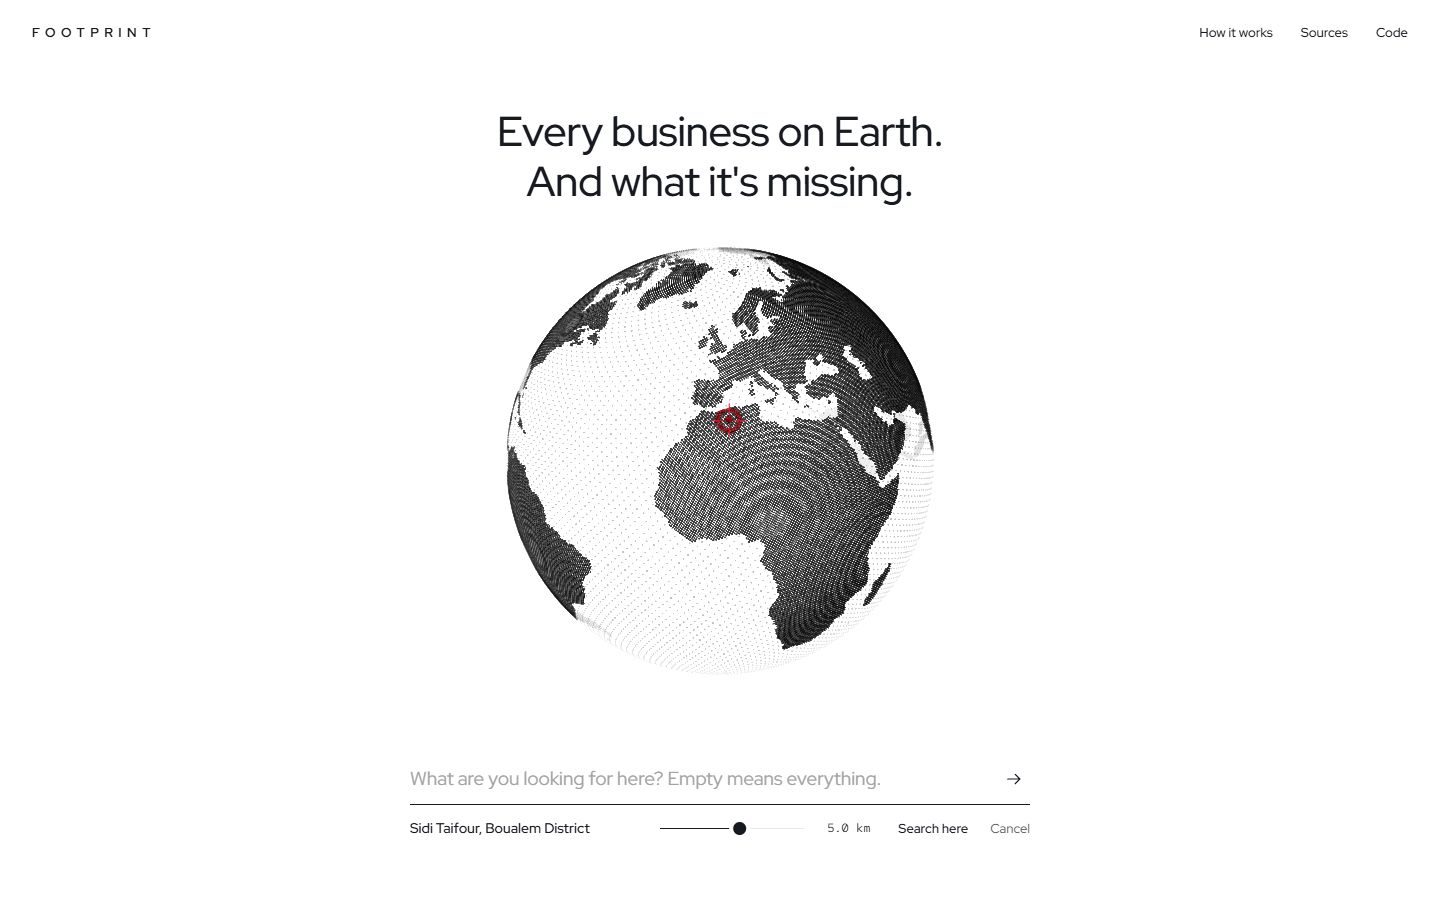 FOOTPRINT
How it works Sources Code
Every business on Earth.
And what it's missing.
What are you looking for here? Empty means everything. →
Sidi Taifour, Boualem District 5.0 km Search here Cancel